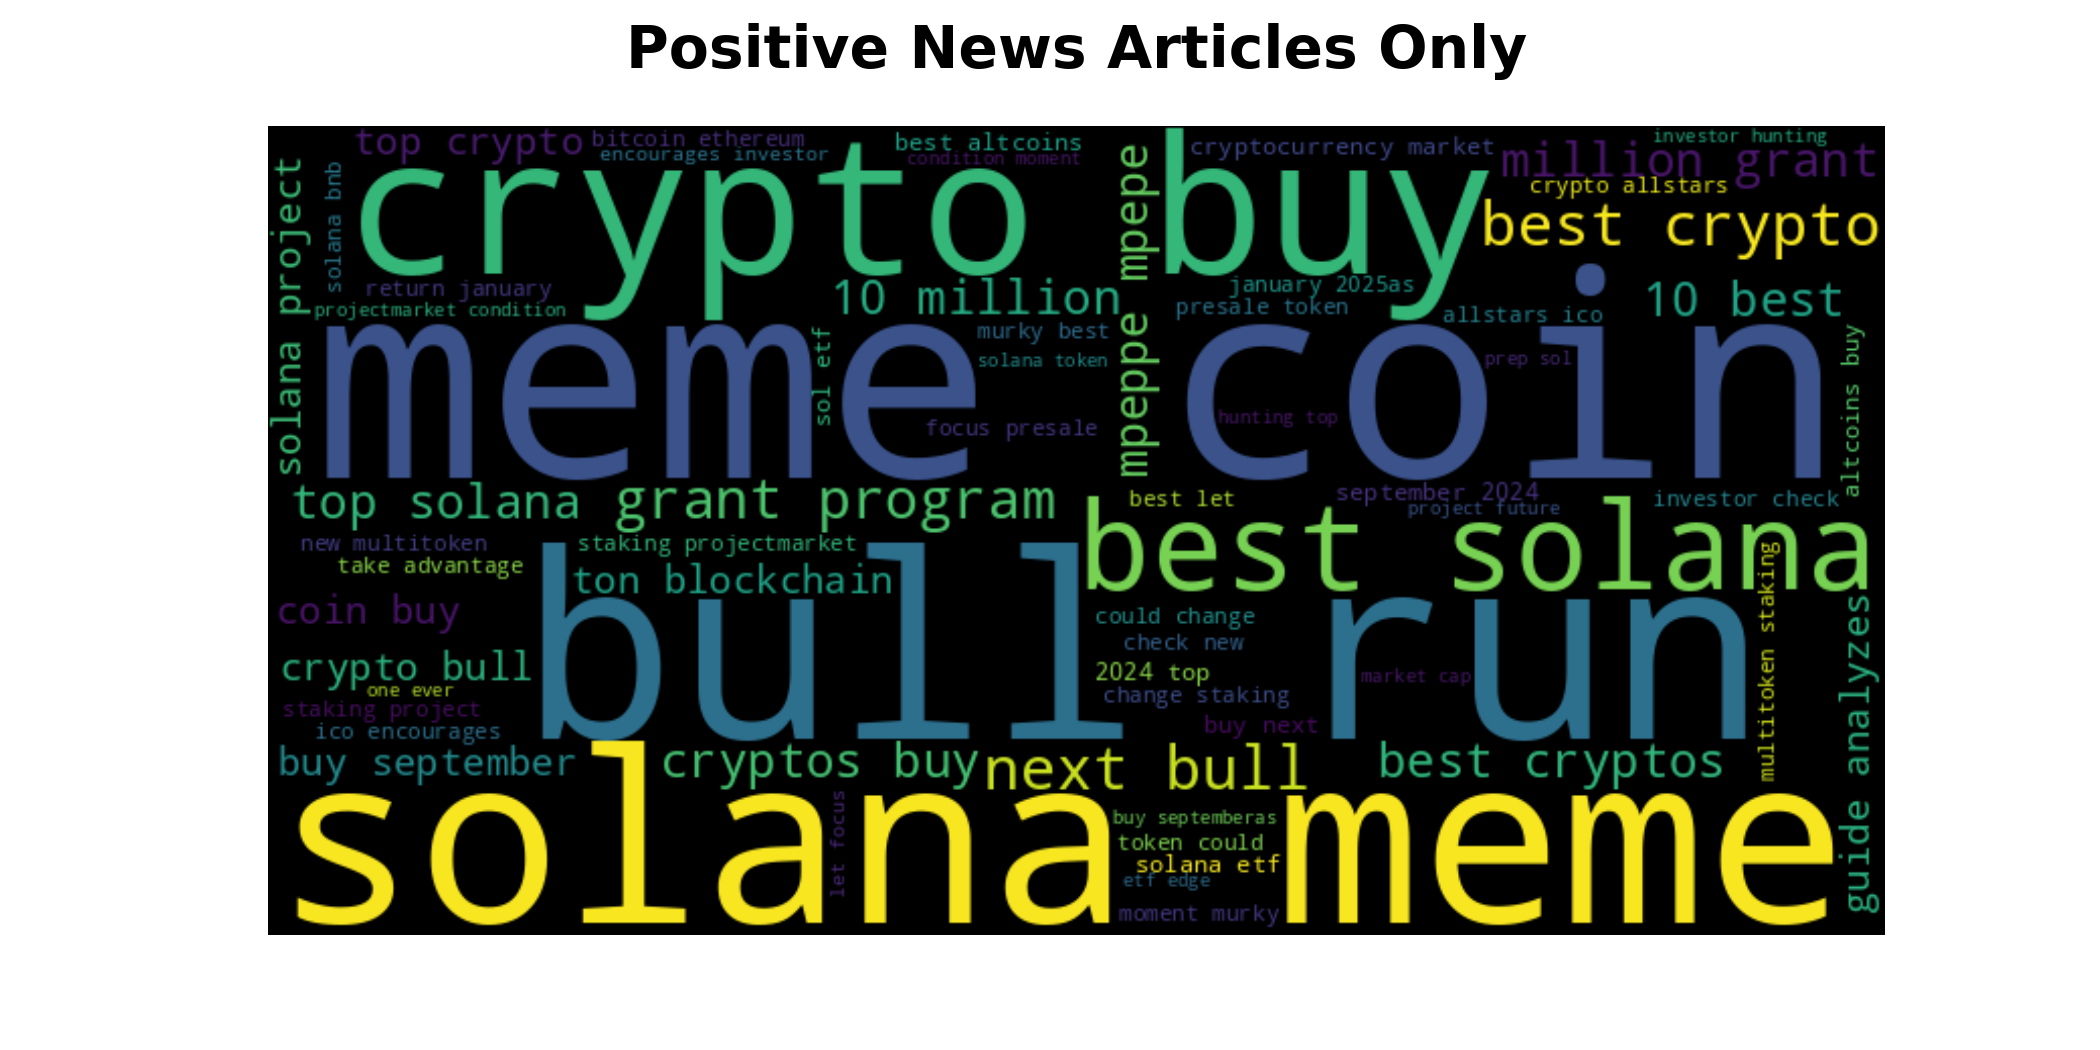 Positive News Articles Only
top crypto
bitcoin ethereum
encourages investor
best altcoins
condition moment
cryptocurrency market
investor hunting
million grant
crypto allstars
crypto buy
best crypto
solana project
solana bnb
mpeppe mpepe
return january
projectmarket condition
10 million
january 2025as
presale token
allstars ico
10 best
meme coin
sol etf
murky best
solana token
focus presale
prep sol
hunting top
altcoins buy
top solana
grant program
best let
september 2024
project future
investor check
best solana
new multitoken
take advantage
staking projectmarket
ton blockchain
coin buy
bull run
could change
check new
2024 top
change staking
market cap
buy next
multitoken staking
guide analyzes
crypto bull
one ever
staking project
ico encourages
buy september
cryptos buy
next bull
best cryptos
solana meme
let focus
buy septemberas
token could
solana etf
etf edge
moment murky